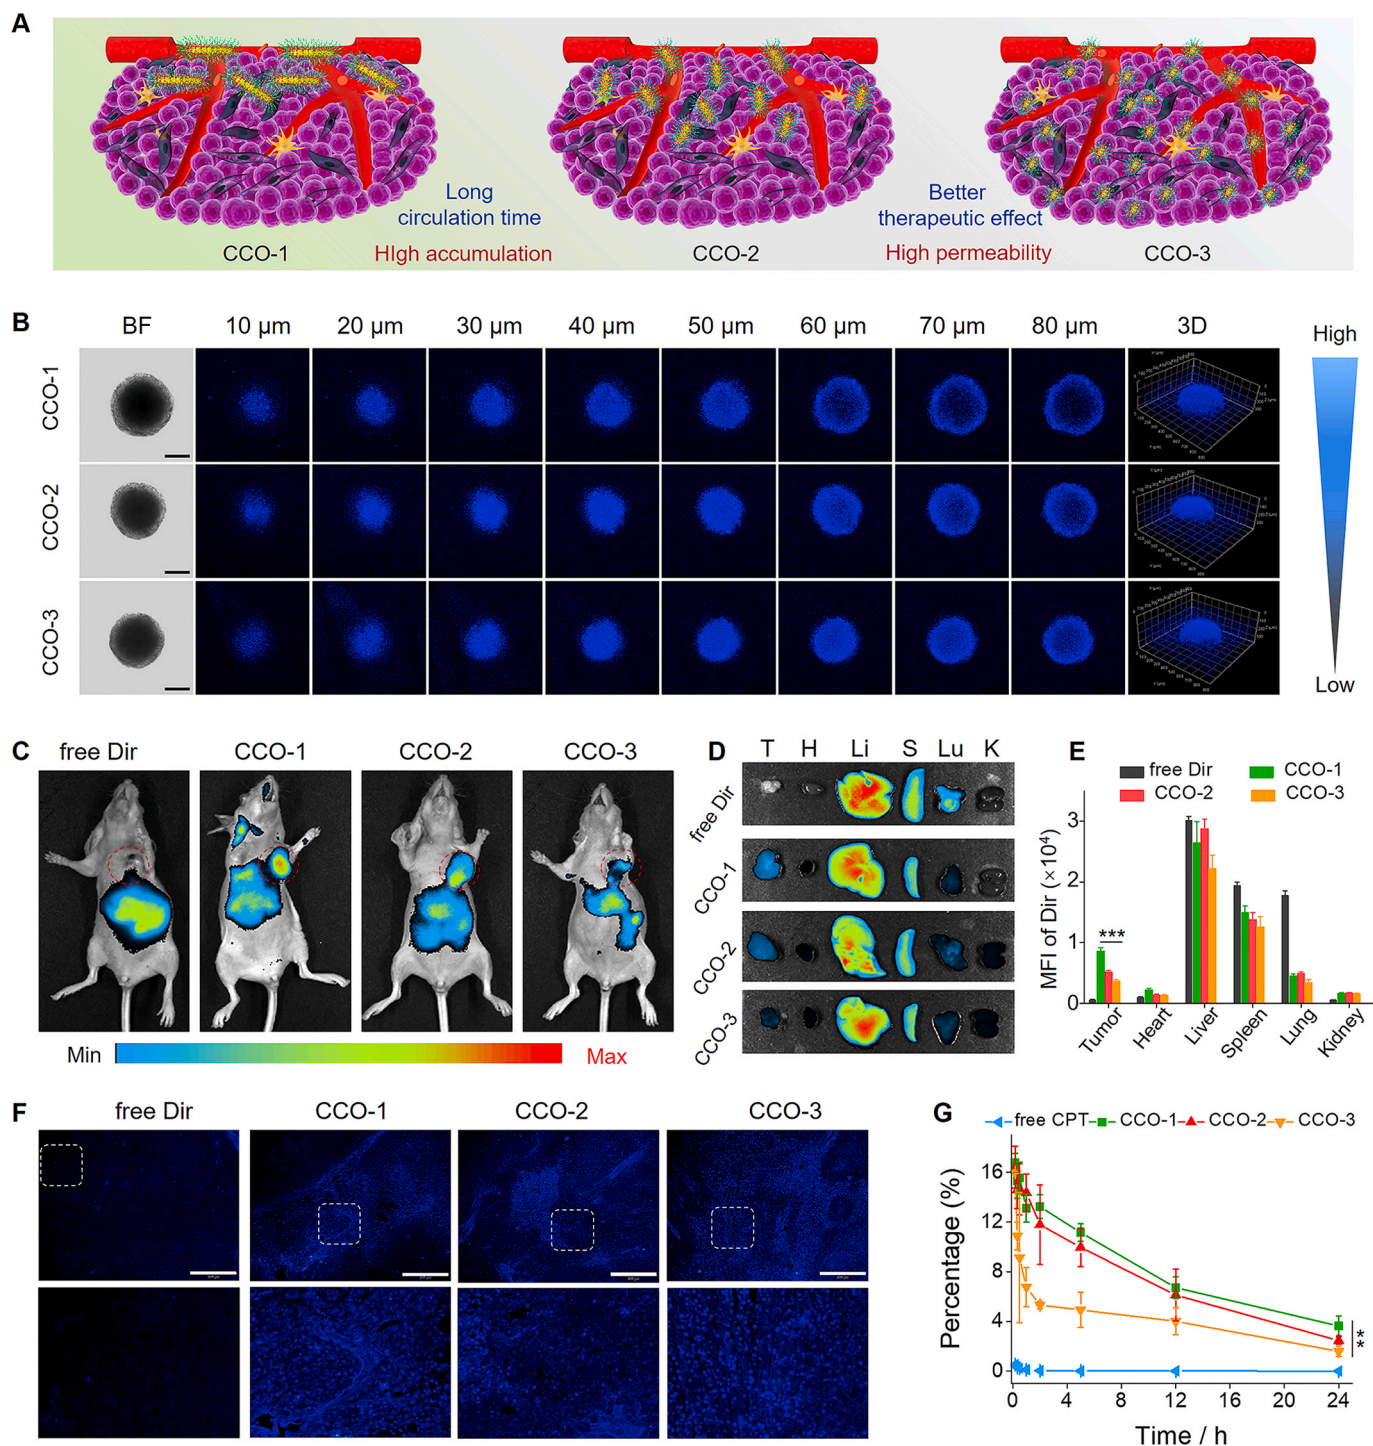 A
Long
circulation time
Better
therapeutic effect
CCO-1
HIgh accumulation
CCO-2
High permeability
CCO-3
B
BF
10 μm
20 μm
30 μm
40 μm
50 μm
60 μm
70 μm
80 μm
3D
High
CCO-1
CCO-2
CCO-3
Low
C
free Dir
CCO-1
CCO-2
CCO-3
Min
Max
D
T
H
Li
S
Lu
K
free Dir
CCO-1
CCO-2
CCO-3
E
free Dir
CCO-1
CCO-2
CCO-3
MFI of Dir (×10⁴)
3
2
1
0
***
Tumor
Heart
Liver
Spleen
Lung
Kidney
F
free Dir
CCO-1
CCO-2
CCO-3
G
free CPT
CCO-1
CCO-2
CCO-3
Percentage (%)
16
12
8
4
0
**
0
4
8
12
16
20
24
Time / h